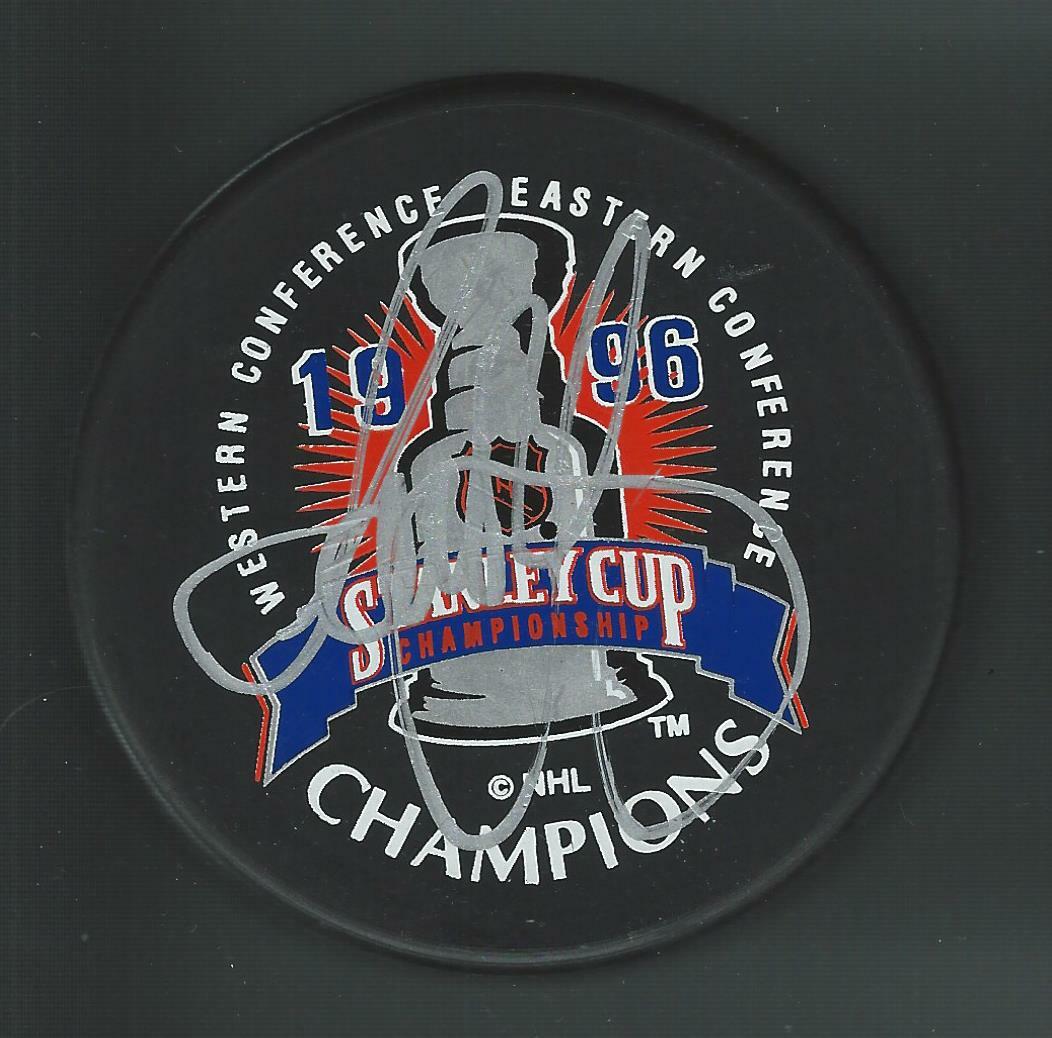 WESTERN CONFERENCE EASTERN CONFERENCE
1996
STANLEY CUP
CHAMPIONSHIP
TM
© NHL
CHAMPIONS